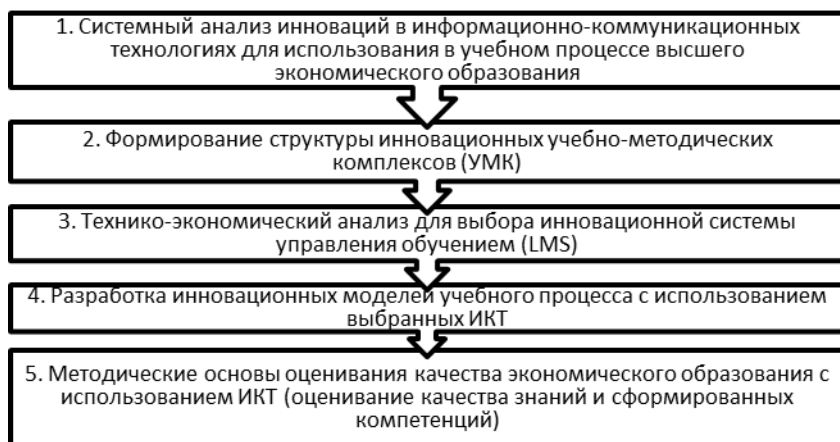 1. Системный анализ инноваций в информационно-коммуникационных
технологиях для использования в учебном процессе высшего
экономического образования
2. Формирование структуры инновационных учебно-методических
комплексов (УМК)
3. Технико-экономический анализ для выбора инновационной системы
управления обучением (LMS)
4. Разработка инновационных моделей учебного процесса с использованием
выбранных ИКТ
5. Методические основы оценивания качества экономического образования с
использованием ИКТ (оценивание качества знаний и сформированных
компетенций)